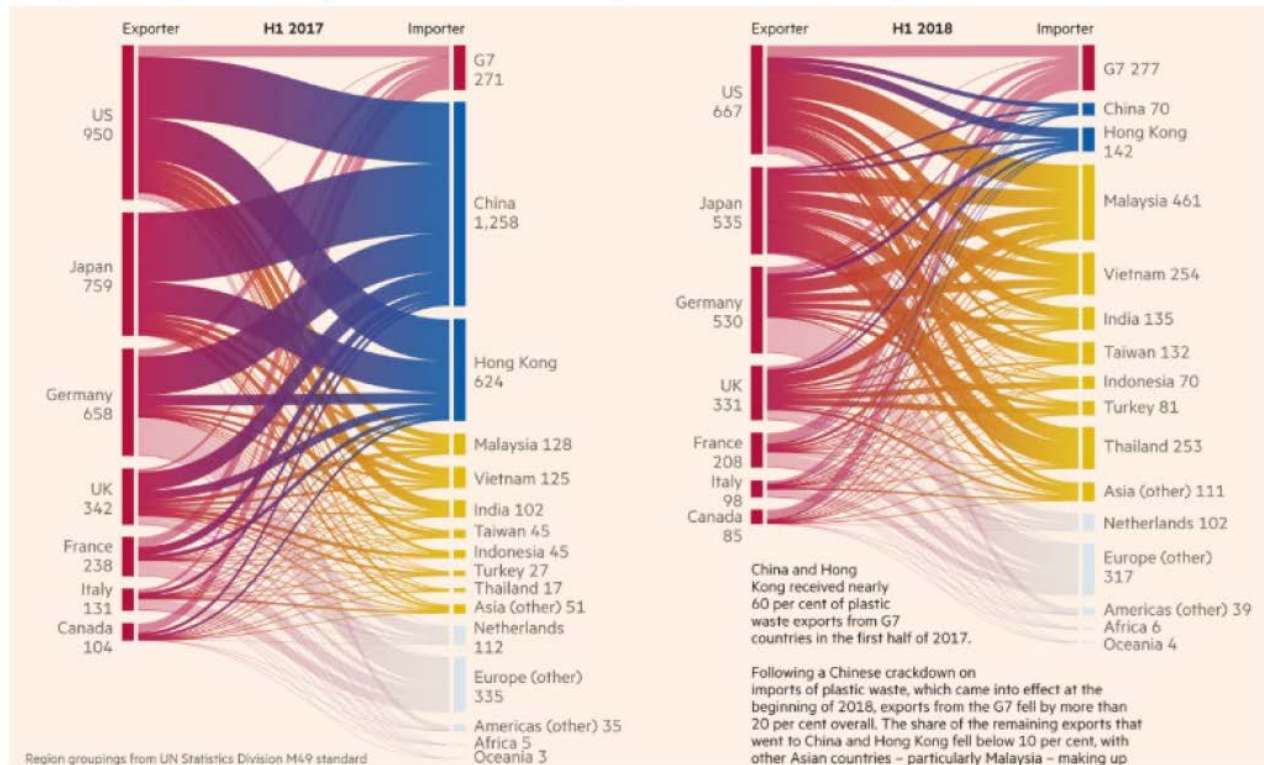 Exporter H1 2017 Importer
US
950
Japan
759
Germany
658
UK
342
France
238
Italy
131
Canada
104
G7
271
China
1,258
Hong Kong
624
Malaysia 128
Vietnam 125
India 102
Taiwan 45
Indonesia 45
Turkey 27
Thailand 17
Asia (other) 51
Netherlands
112
Europe (other)
335
Americas (other) 35
Africa 5
Oceania 3
Region groupings from UN Statistics Division M49 standard
Exporter H1 2018 Importer
US
667
Japan
535
Germany
530
UK
331
France
208
Italy
98
Canada
85
G7 277
China 70
Hong Kong
142
Malaysia 461
Vietnam 254
India 135
Taiwan 132
Indonesia 70
Turkey 81
Thailand 253
Asia (other) 111
Netherlands 102
Europe (other)
317
Americas (other) 39
Africa 6
Oceania 4
China and Hong
Kong received nearly
60 per cent of plastic
waste exports from G7
countries in the first half of 2017.
Following a Chinese crackdown on
imports of plastic waste, which came into effect at the
beginning of 2018, exports from the G7 fell by more than
20 per cent overall. The share of the remaining exports that
went to China and Hong Kong fell below 10 per cent, with
other Asian countries – particularly Malaysia – making up